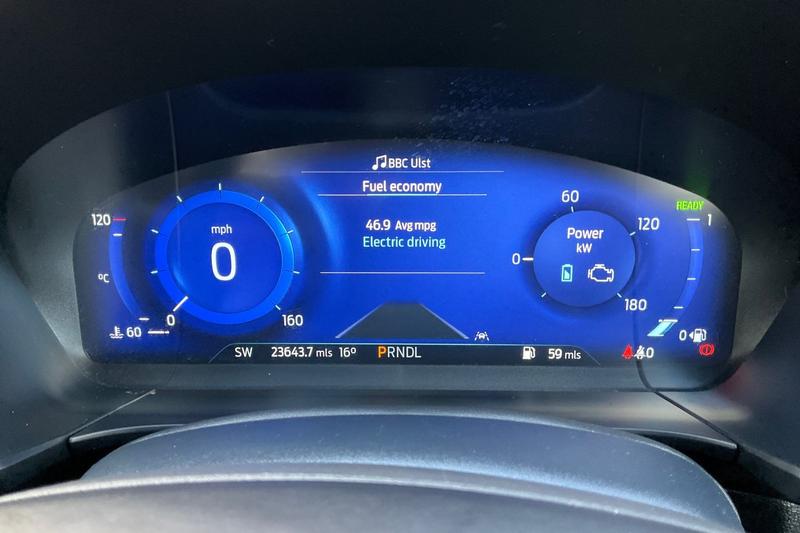 BBC Ulst
Fuel economy
46.9 Avg mpg
Electric driving
120
°C
60
mph
0
0
160
60
0
120
180
Power
kW
READY
1
0
SW 23643.7 mls 16° PRNDL 59 mls 0